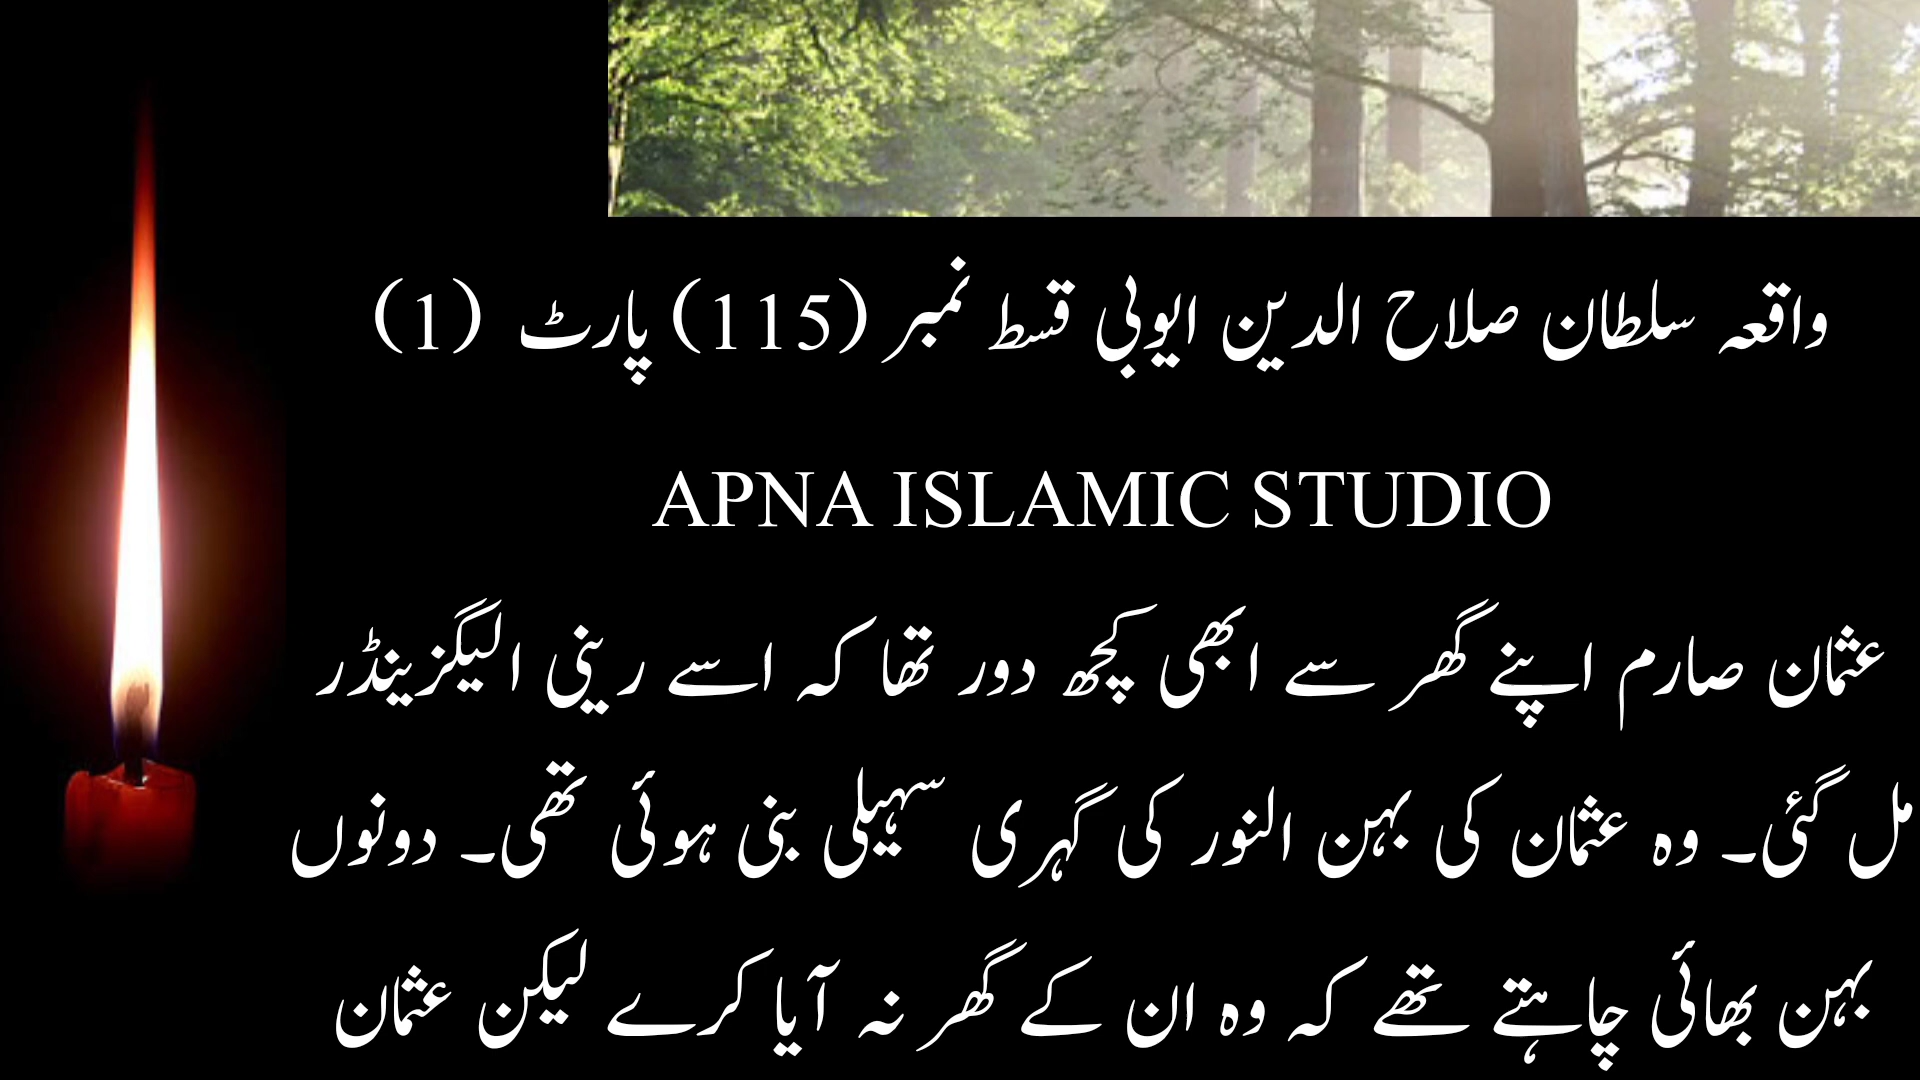 واقعہ سلطان صلاح الدین ایوبی قسط نمبر (115) پارٹ (1)
APNA ISLAMIC STUDIO
عثمان صارم اپنے گھر سے ابھی کچھ دور تھا کہ اسے رینی الیگزینڈر
مل گئی۔ وہ عثمان کی بہن النور کی گہری سہیلی بنی ہوئی تھی۔ دونوں
بہن بھائی چاہتے تھے کہ وہ ان کے گھر نہ آیا کرے لیکن عثمان